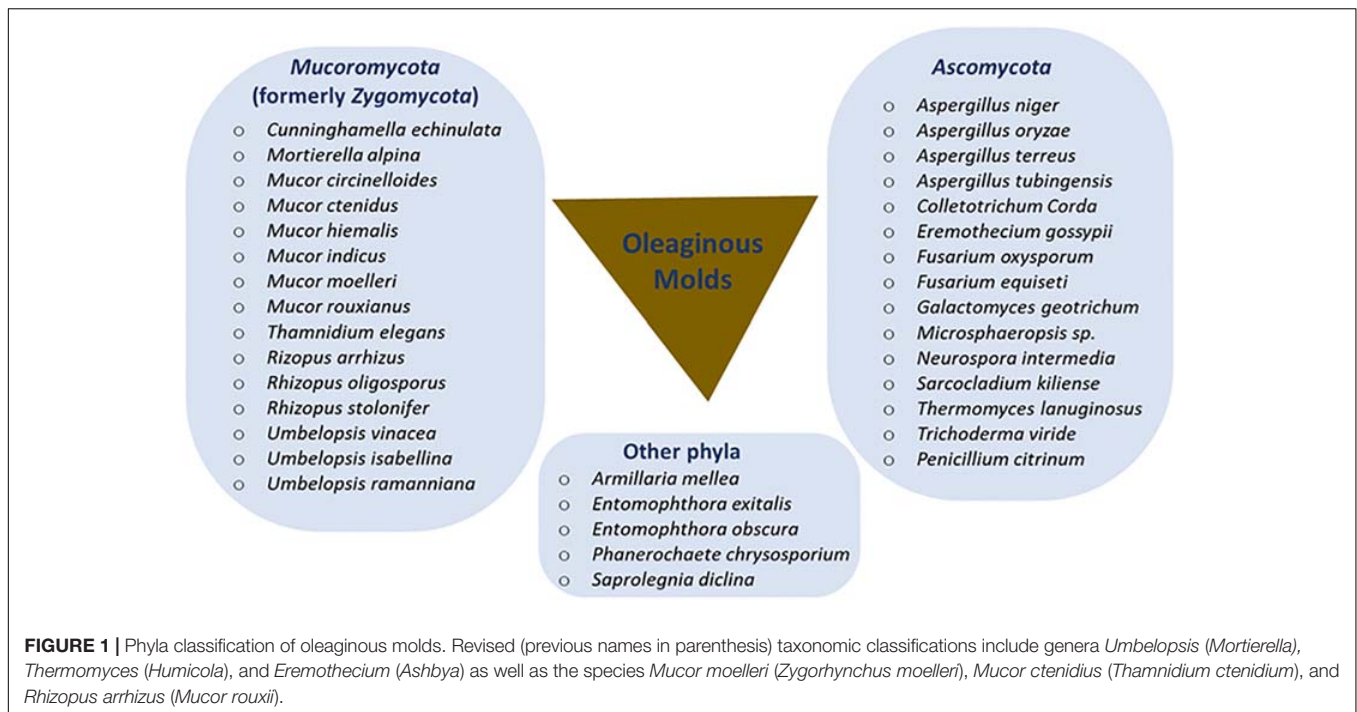 Mucoromycota
(formerly Zygomycota)
o Cunninghamella echinulata
o Mortierella alpina
o Mucor circinelloides
o Mucor ctenidus
o Mucor hiemalis
o Mucor indicus
o Mucor moelleri
o Mucor rouxianus
o Thamnidium elegans
o Rizopus arrhizus
o Rhizopus oligosporus
o Rhizopus stolonifer
o Umbelopsis vinacea
o Umbelopsis isabellina
o Umbelopsis ramanniana
Oleaginous
Molds
Ascomycota
o Aspergillus niger
o Aspergillus oryzae
o Aspergillus terreus
o Aspergillus tubingensis
o Colletotrichum Corda
o Eremothecium gossypii
o Fusarium oxysporum
o Fusarium equiseti
o Galactomyces geotrichum
o Microsphaeropsis sp.
o Neurospora intermedia
o Sarcocladium kiliense
o Thermomyces lanuginosus
o Trichoderma viride
o Penicillium citrinum
Other phyla
o Armillaria mellea
o Entomophthora exitalis
o Entomophthora obscura
o Phanerochaete chrysosporium
o Saprolegnia diclina
FIGURE 1 | Phyla classification of oleaginous molds. Revised (previous names in parenthesis) taxonomic classifications include genera Umbelopsis (Mortierella),
Thermomyces (Humicola), and Eremothecium (Ashbya) as well as the species Mucor moelleri (Zygorhynchus moelleri), Mucor ctenidius (Thamnidium ctenidium), and
Rhizopus arrhizus (Mucor rouxii).